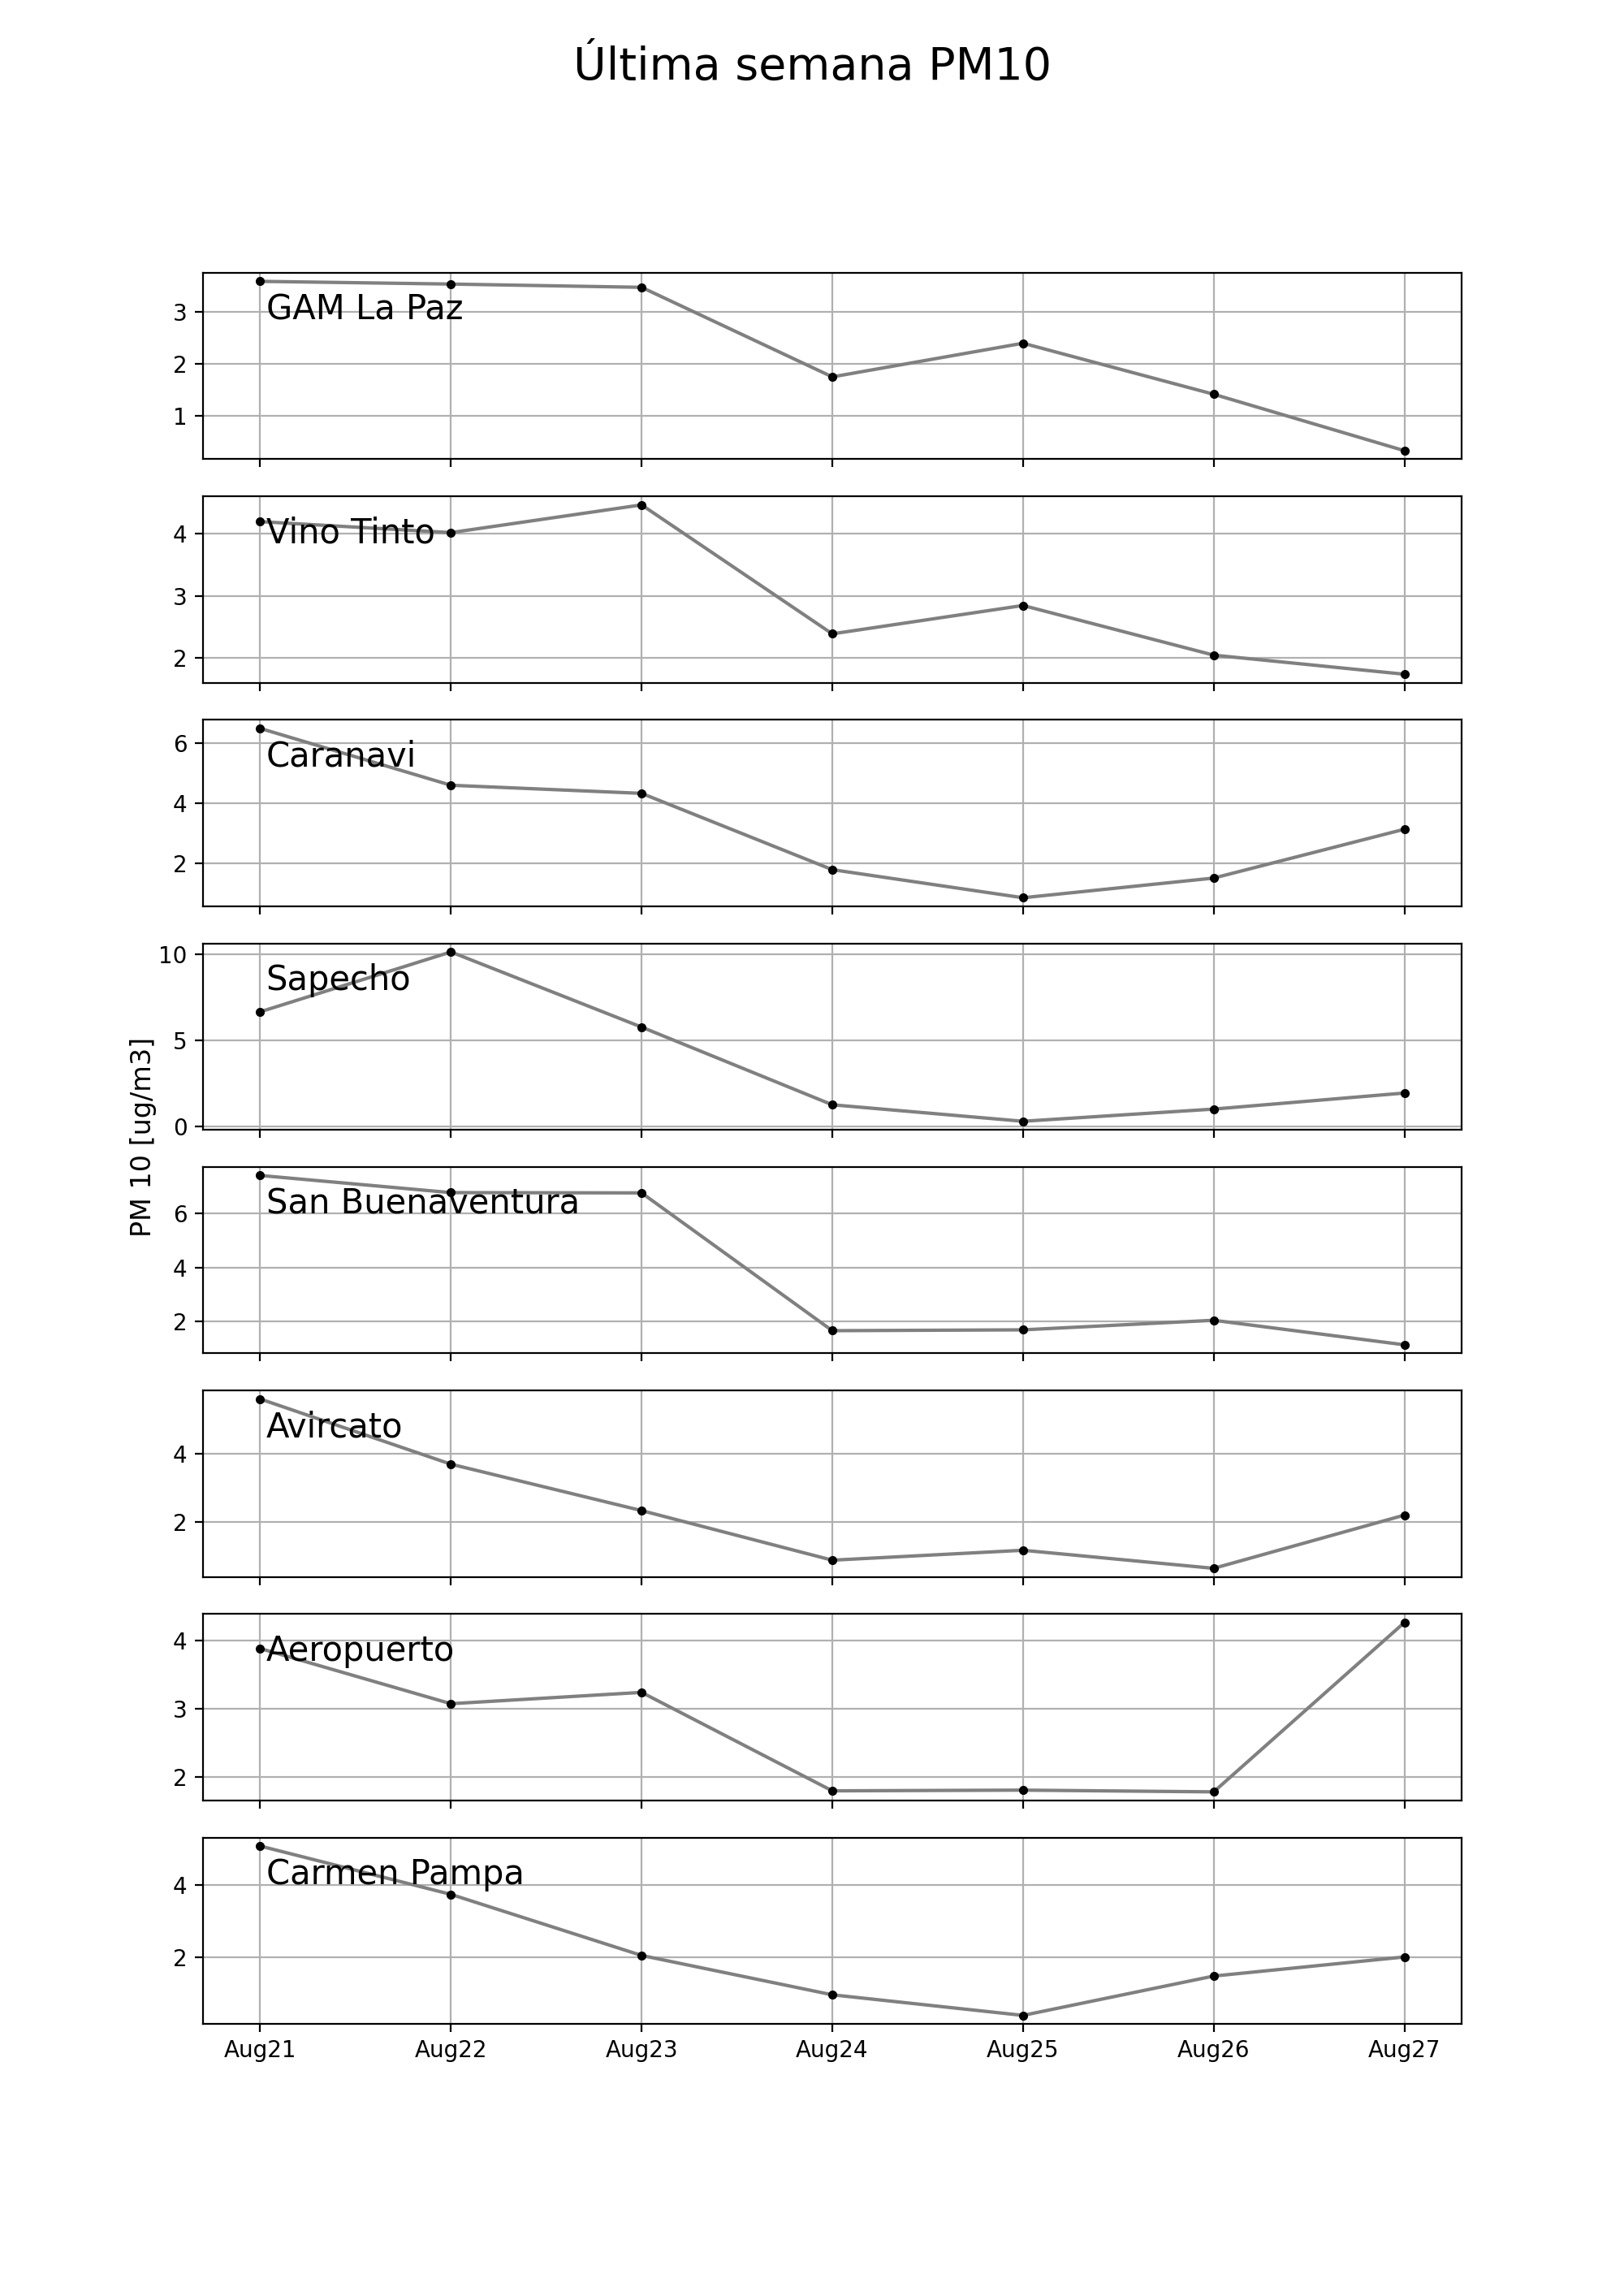 Última semana PM10
GAM La Paz
3
2
1
Vino Tinto
4
3
2
Caranavi
6
4
2
Sapecho
10
5
0
PM 10 [ug/m3]
San Buenaventura
6
4
2
Avircato
4
2
Aeropuerto
4
3
2
Carmen Pampa
4
2
Aug21 Aug22 Aug23 Aug24 Aug25 Aug26 Aug27